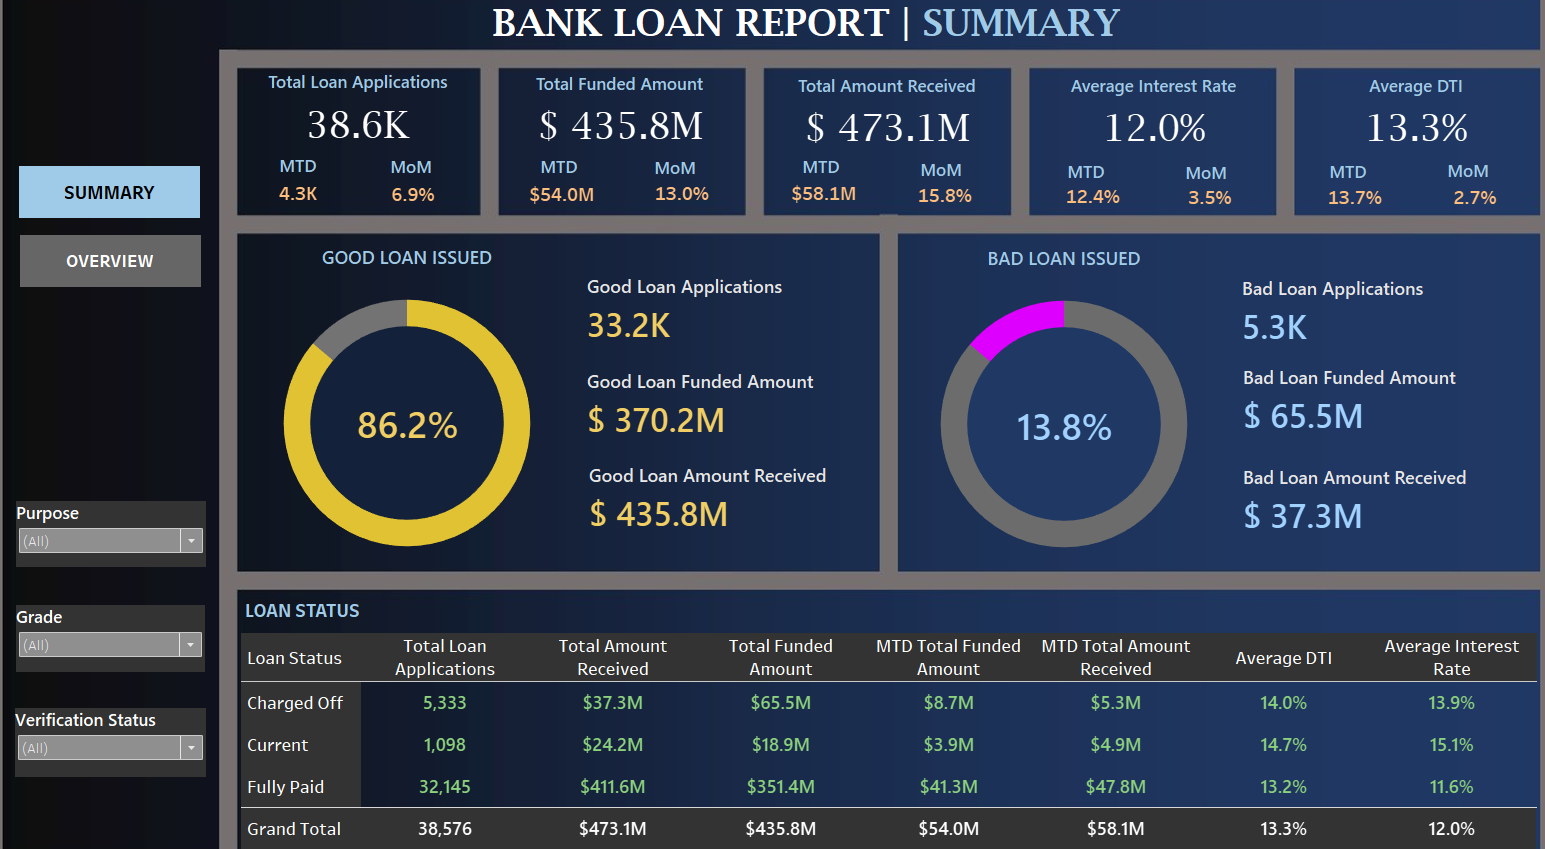 BANK LOAN REPORT | SUMMARY
Total Loan Applications
38.6K
MTD MoM
4.3K 6.9%
Total Funded Amount
$ 435.8M
MTD MoM
$54.0M 13.0%
Total Amount Received
$ 473.1M
MTD MoM
$58.1M 15.8%
Average Interest Rate
12.0%
MTD MoM
12.4% 3.5%
Average DTI
13.3%
MTD MoM
13.7% 2.7%
SUMMARY
OVERVIEW
Purpose
(All)
Grade
(All)
Verification Status
(All)
GOOD LOAN ISSUED
86.2%
Good Loan Applications
33.2K
Good Loan Funded Amount
$ 370.2M
Good Loan Amount Received
$ 435.8M
BAD LOAN ISSUED
13.8%
Bad Loan Applications
5.3K
Bad Loan Funded Amount
$ 65.5M
Bad Loan Amount Received
$ 37.3M
LOAN STATUS
Loan Status Total Loan Applications Total Amount Received Total Funded Amount MTD Total Funded Amount MTD Total Amount Received Average DTI Average Interest Rate
Charged Off 5,333 $37.3M $65.5M $8.7M $5.3M 14.0% 13.9%
Current 1,098 $24.2M $18.9M $3.9M $4.9M 14.7% 15.1%
Fully Paid 32,145 $411.6M $351.4M $41.3M $47.8M 13.2% 11.6%
Grand Total 38,576 $473.1M $435.8M $54.0M $58.1M 13.3% 12.0%